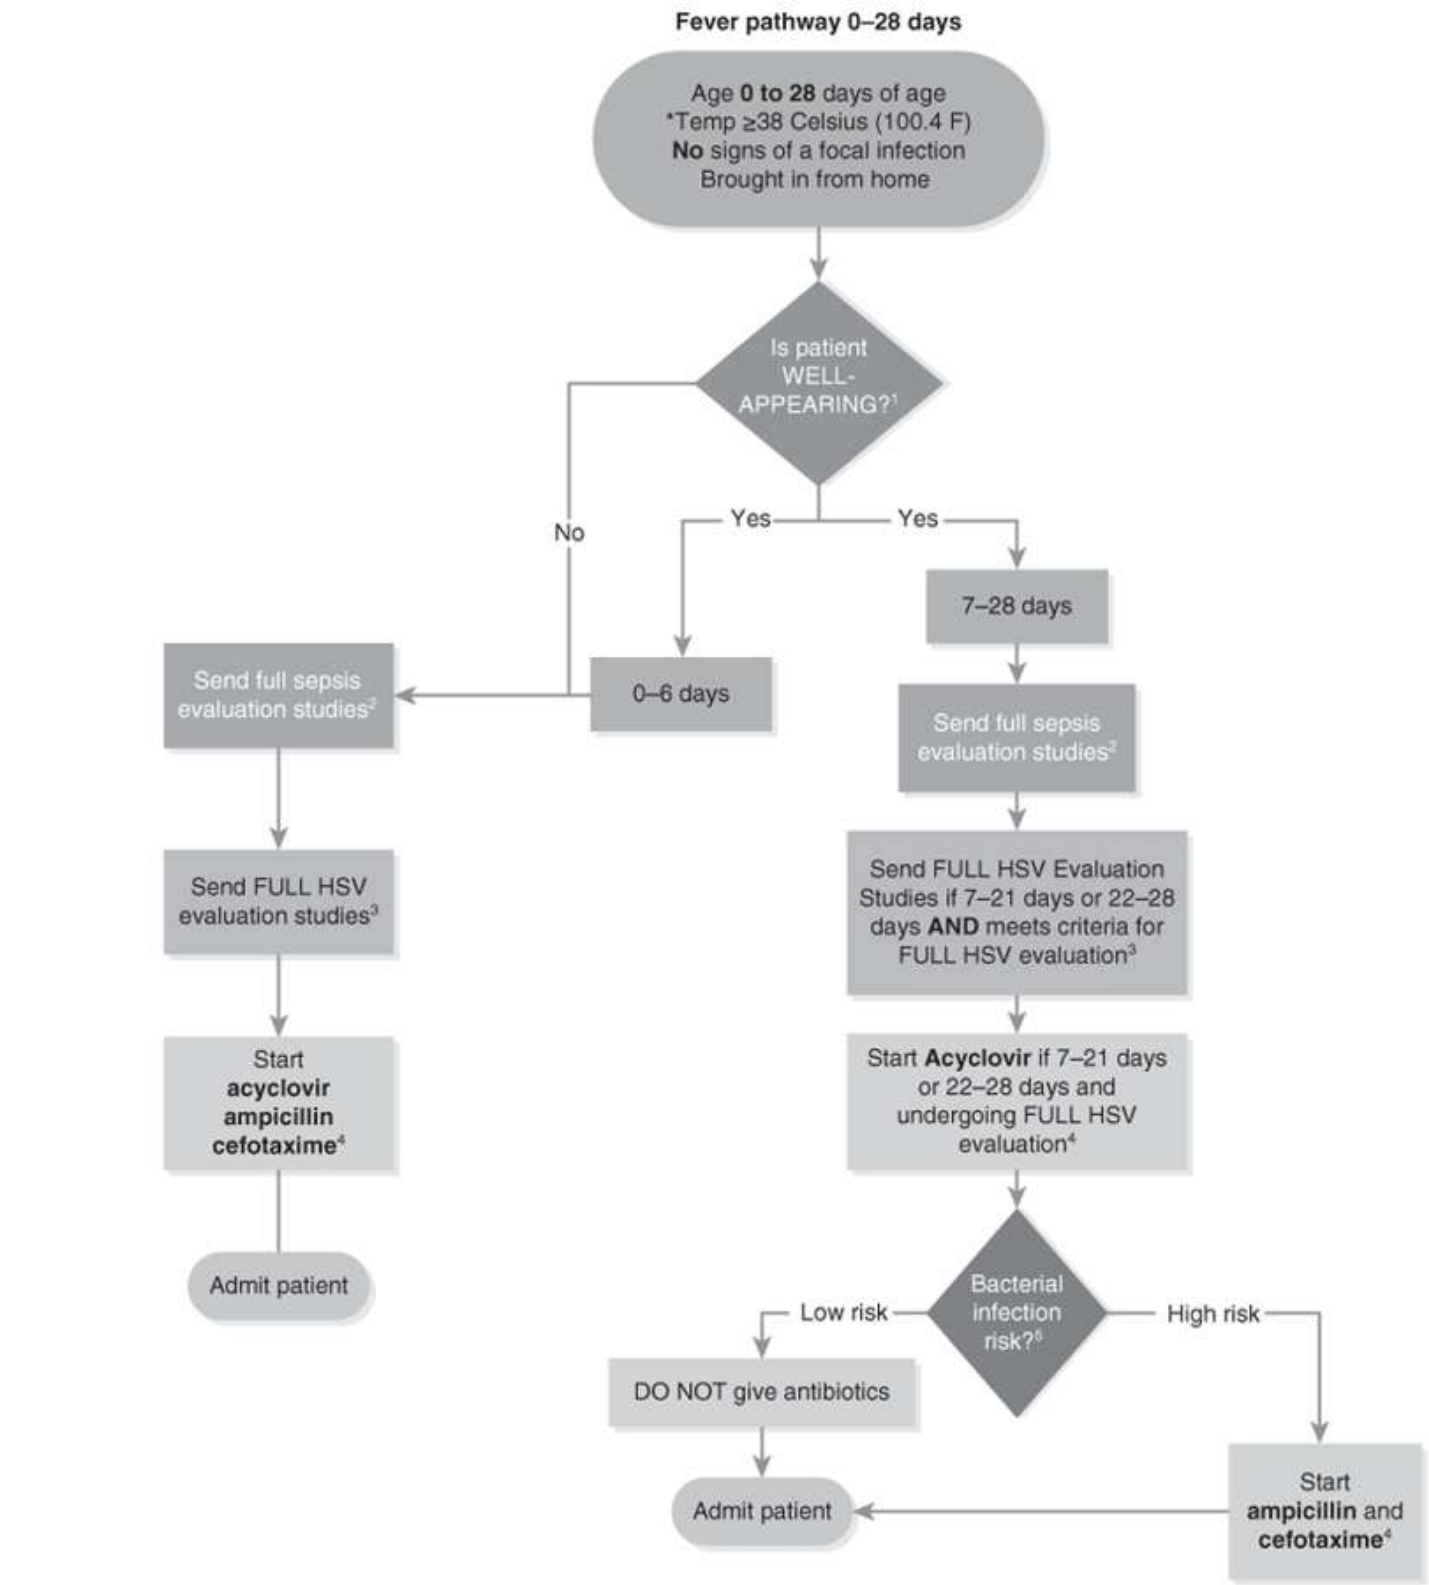 Fever pathway 0–28 days
Age 0 to 28 days of age
*Temp ≥38 Celsius (100.4 F)
No signs of a focal infection
Brought in from home
Is patient
WELL-
APPEARING?¹
No
Yes
Yes
7–28 days
0–6 days
Send full sepsis
evaluation studies²
Send FULL HSV
evaluation studies³
Start
acyclovir
ampicillin
cefotaxime⁴
Admit patient
Send full sepsis
evaluation studies²
Send FULL HSV Evaluation
Studies if 7–21 days or 22–28
days AND meets criteria for
FULL HSV evaluation³
Start Acyclovir if 7–21 days
or 22–28 days and
undergoing FULL HSV
evaluation⁴
Bacterial
infection
risk?⁵
Low risk
High risk
DO NOT give antibiotics
Admit patient
Start
ampicillin and
cefotaxime⁴